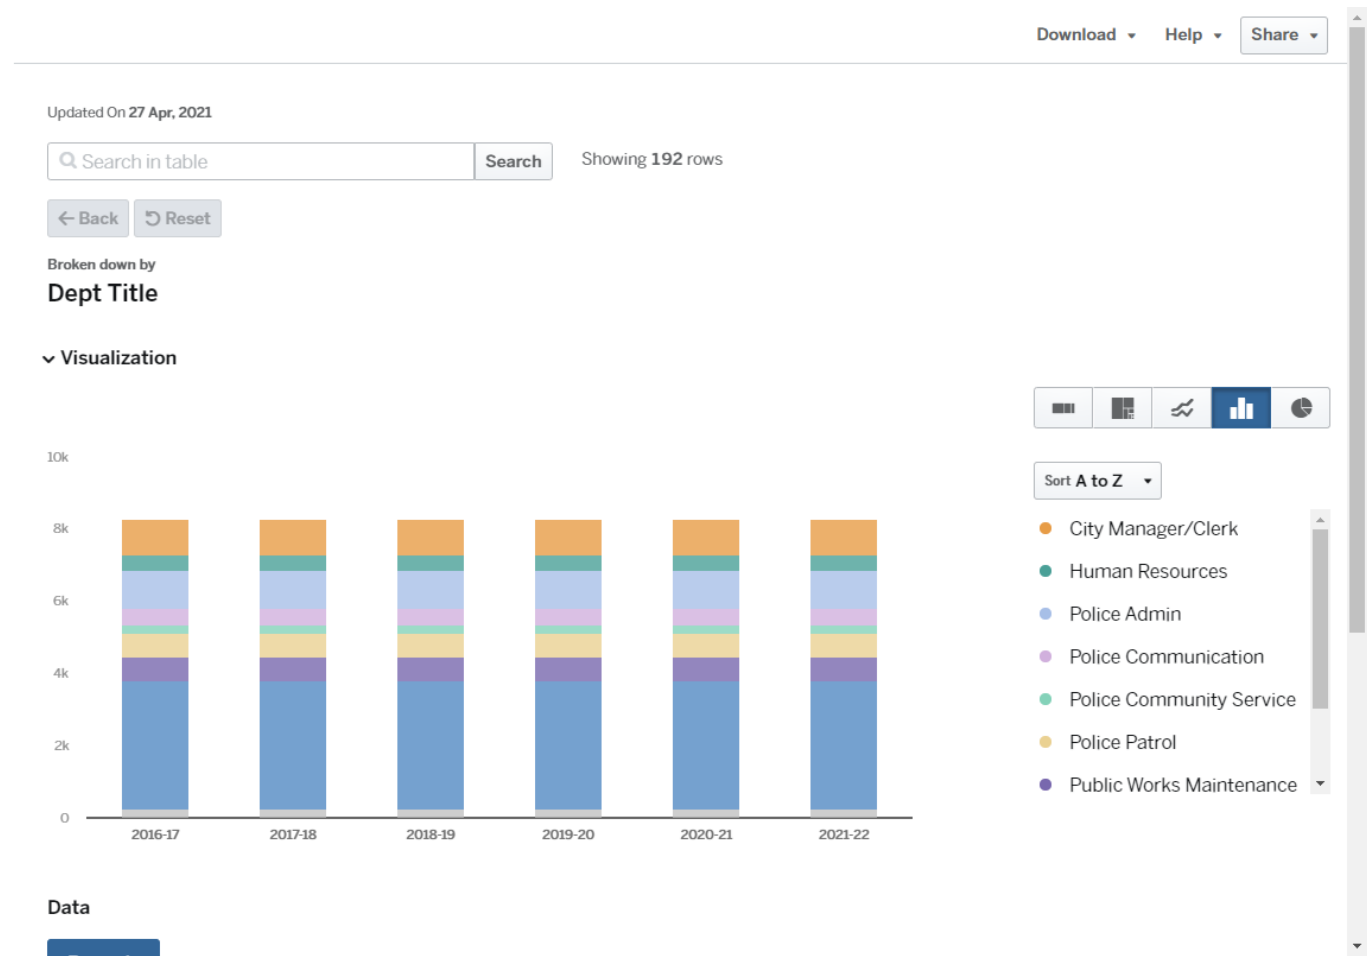 Download Help Share
Updated On 27 Apr, 2021
Search in table Search Showing 192 rows
Back Reset
Broken down by
Dept Title
Visualization
10k
8k
6k
4k
2k
0
2016-17 2017-18 2018-19 2019-20 2020-21 2021-22
Sort A to Z
City Manager/Clerk
Human Resources
Police Admin
Police Communication
Police Community Service
Police Patrol
Public Works Maintenance
Data